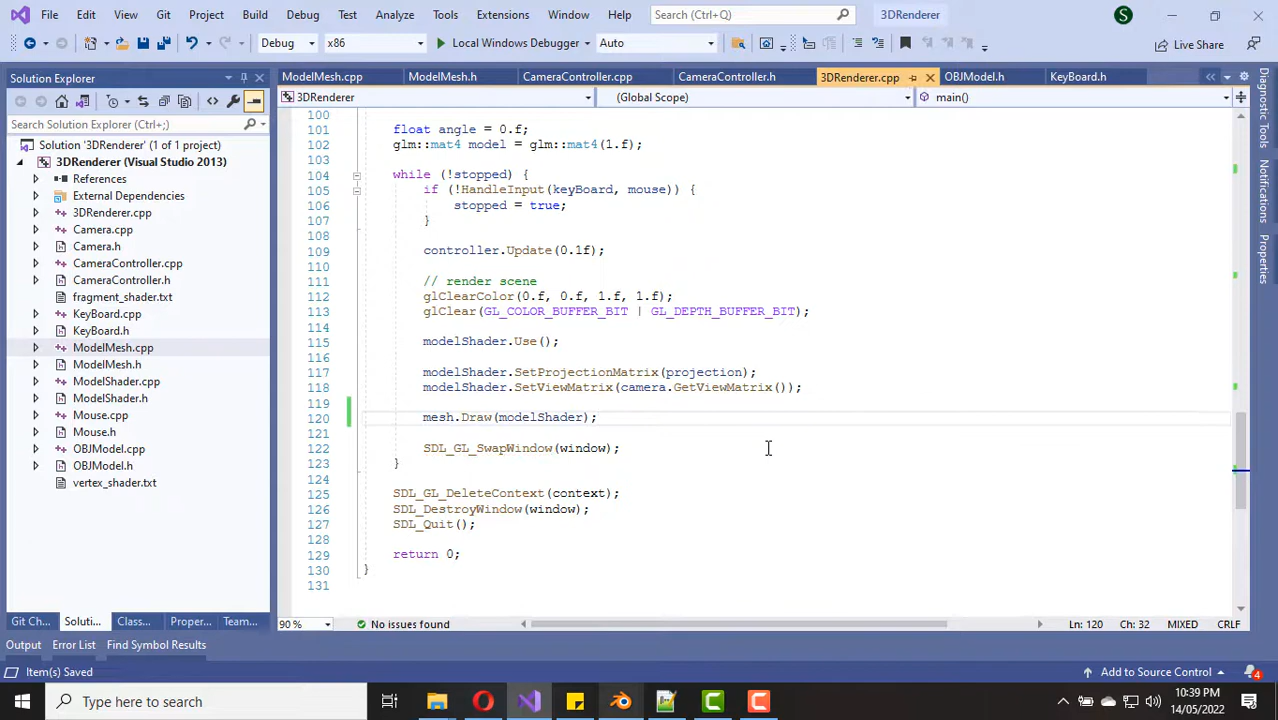 File Edit View Git Project Build Debug Test Analyze Tools Extensions Window Help Search (Ctrl+Q) 3DRenderer S
Debug x86 Local Windows Debugger Auto Live Share
Solution Explorer
Search Solution Explorer (Ctrl+;)
Solution '3DRenderer' (1 of 1 project)
3DRenderer (Visual Studio 2013)
References
External Dependencies
3DRenderer.cpp
Camera.cpp
Camera.h
CameraController.cpp
CameraController.h
fragment_shader.txt
KeyBoard.cpp
KeyBoard.h
ModelMesh.cpp
ModelMesh.h
ModelShader.cpp
ModelShader.h
Mouse.cpp
Mouse.h
OBJModel.cpp
OBJModel.h
vertex_shader.txt
Git Ch... Soluti... Class... Proper... Team...
ModelMesh.cpp ModelMesh.h CameraController.cpp CameraController.h 3DRenderer.cpp OBJModel.h KeyBoard.h
3DRenderer (Global Scope) main()
100
101 float angle = 0.f;
102 glm::mat4 model = glm::mat4(1.f);
103
104 while (!stopped) {
105 if (!HandleInput(keyBoard, mouse)) {
106 stopped = true;
107 }
108
109 controller.Update(0.1f);
110
111 // render scene
112 glClearColor(0.f, 0.f, 1.f, 1.f);
113 glClear(GL_COLOR_BUFFER_BIT | GL_DEPTH_BUFFER_BIT);
114
115 modelShader.Use();
116
117 modelShader.SetProjectionMatrix(projection);
118 modelShader.SetViewMatrix(camera.GetViewMatrix());
119
120 mesh.Draw(modelShader);
121
122 SDL_GL_SwapWindow(window);
123 }
124
125 SDL_GL_DeleteContext(context);
126 SDL_DestroyWindow(window);
127 SDL_Quit();
128
129 return 0;
130 }
131
90 % No issues found Ln: 120 Ch: 32 MIXED CRLF
Diagnostic Tools
Notifications
Properties
Output Error List Find Symbol Results
Item(s) Saved Add to Source Control 4
Type here to search
10:39 PM
14/05/2022